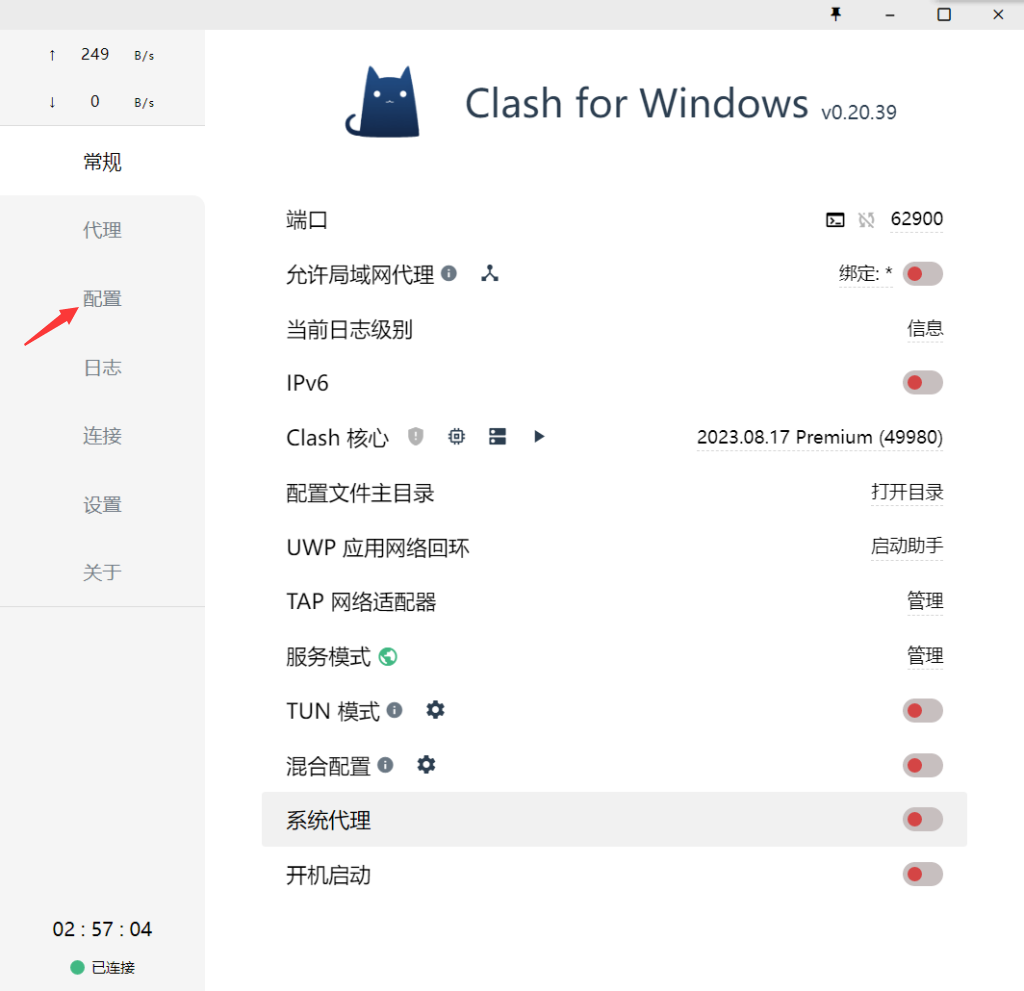 ↑ 249 B/s
↓ 0 B/s
常规
代理
配置
日志
连接
设置
关于
02 : 57 : 04
已连接
Clash for Windows v0.20.39
端口 62900
允许局域网代理 绑定: *
当前日志级别 信息
IPv6
Clash 核心 2023.08.17 Premium (49980)
配置文件主目录 打开目录
UWP 应用网络回环 启动助手
TAP 网络适配器 管理
服务模式 管理
TUN 模式
混合配置
系统代理
开机启动